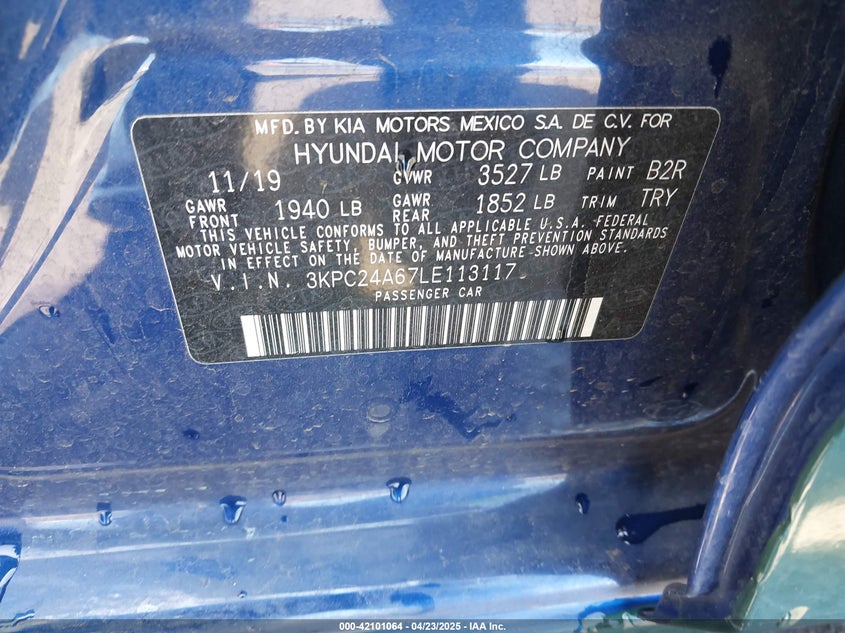 MFD. BY KIA MOTORS MEXICO S.A. DE C.V. FOR
HYUNDAI MOTOR COMPANY
11/19 GVWR 3527 LB PAINT B2R
GAWR FRONT 1940 LB GAWR REAR 1852 LB TRIM TRY
THIS VEHICLE CONFORMS TO ALL APPLICABLE U.S.A. FEDERAL
MOTOR VEHICLE SAFETY, BUMPER, AND THEFT PREVENTION STANDARDS
IN EFFECT ON THE DATE OF MANUFACTURE SHOWN ABOVE.
V.I.N. 3KPC24A67LE113117
PASSENGER CAR
000-42101064 - 04/23/2025 - IAA Inc.